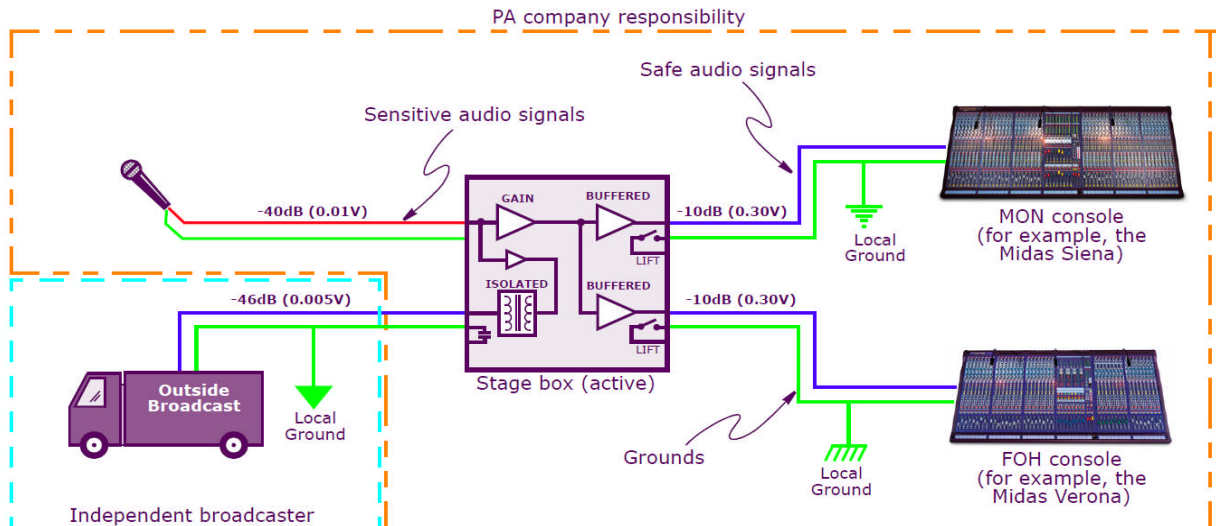 PA company responsibility
Safe audio signals
Sensitive audio signals
-40dB (0.01V)
GAIN
BUFFERED
-10dB (0.30V)
LIFT
Local
Ground
MON console
(for example, the
Midas Siena)
-46dB (0.005V)
ISOLATED
BUFFERED
-10dB (0.30V)
LIFT
Stage box (active)
Outside
Broadcast
Local
Ground
Grounds
Local
Ground
FOH console
(for example, the
Midas Verona)
Independent broadcaster